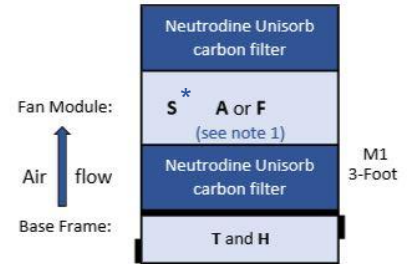 Neutrodine Unisorb
carbon filter
Fan Module:
S * A or F
(see note 1)
Air flow
Neutrodine Unisorb
carbon filter
M1
3-Foot
Base Frame:
T and H